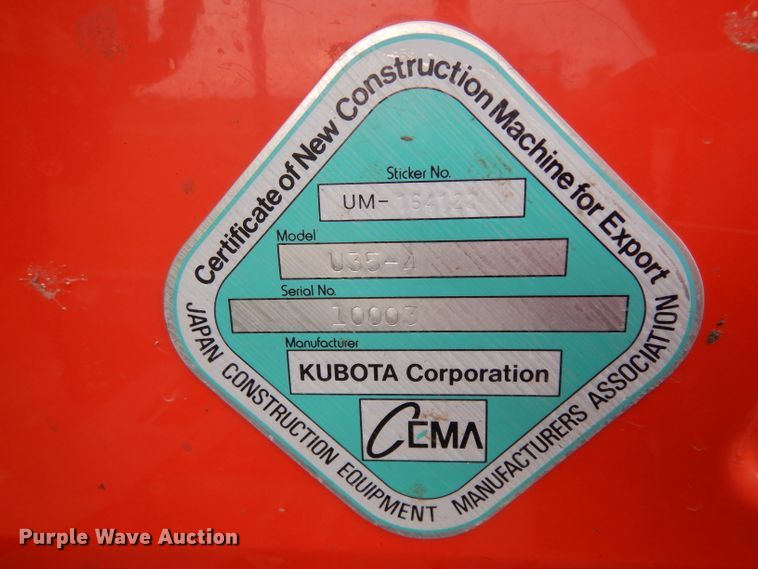 Certificate of New Construction Machine for Export
Sticker No.
UM-
Model
U35-4
Serial No.
10003
Manufacturer
KUBOTA Corporation
CEMA
JAPAN CONSTRUCTION EQUIPMENT MANUFACTURERS ASSOCIATION
Purple Wave Auction